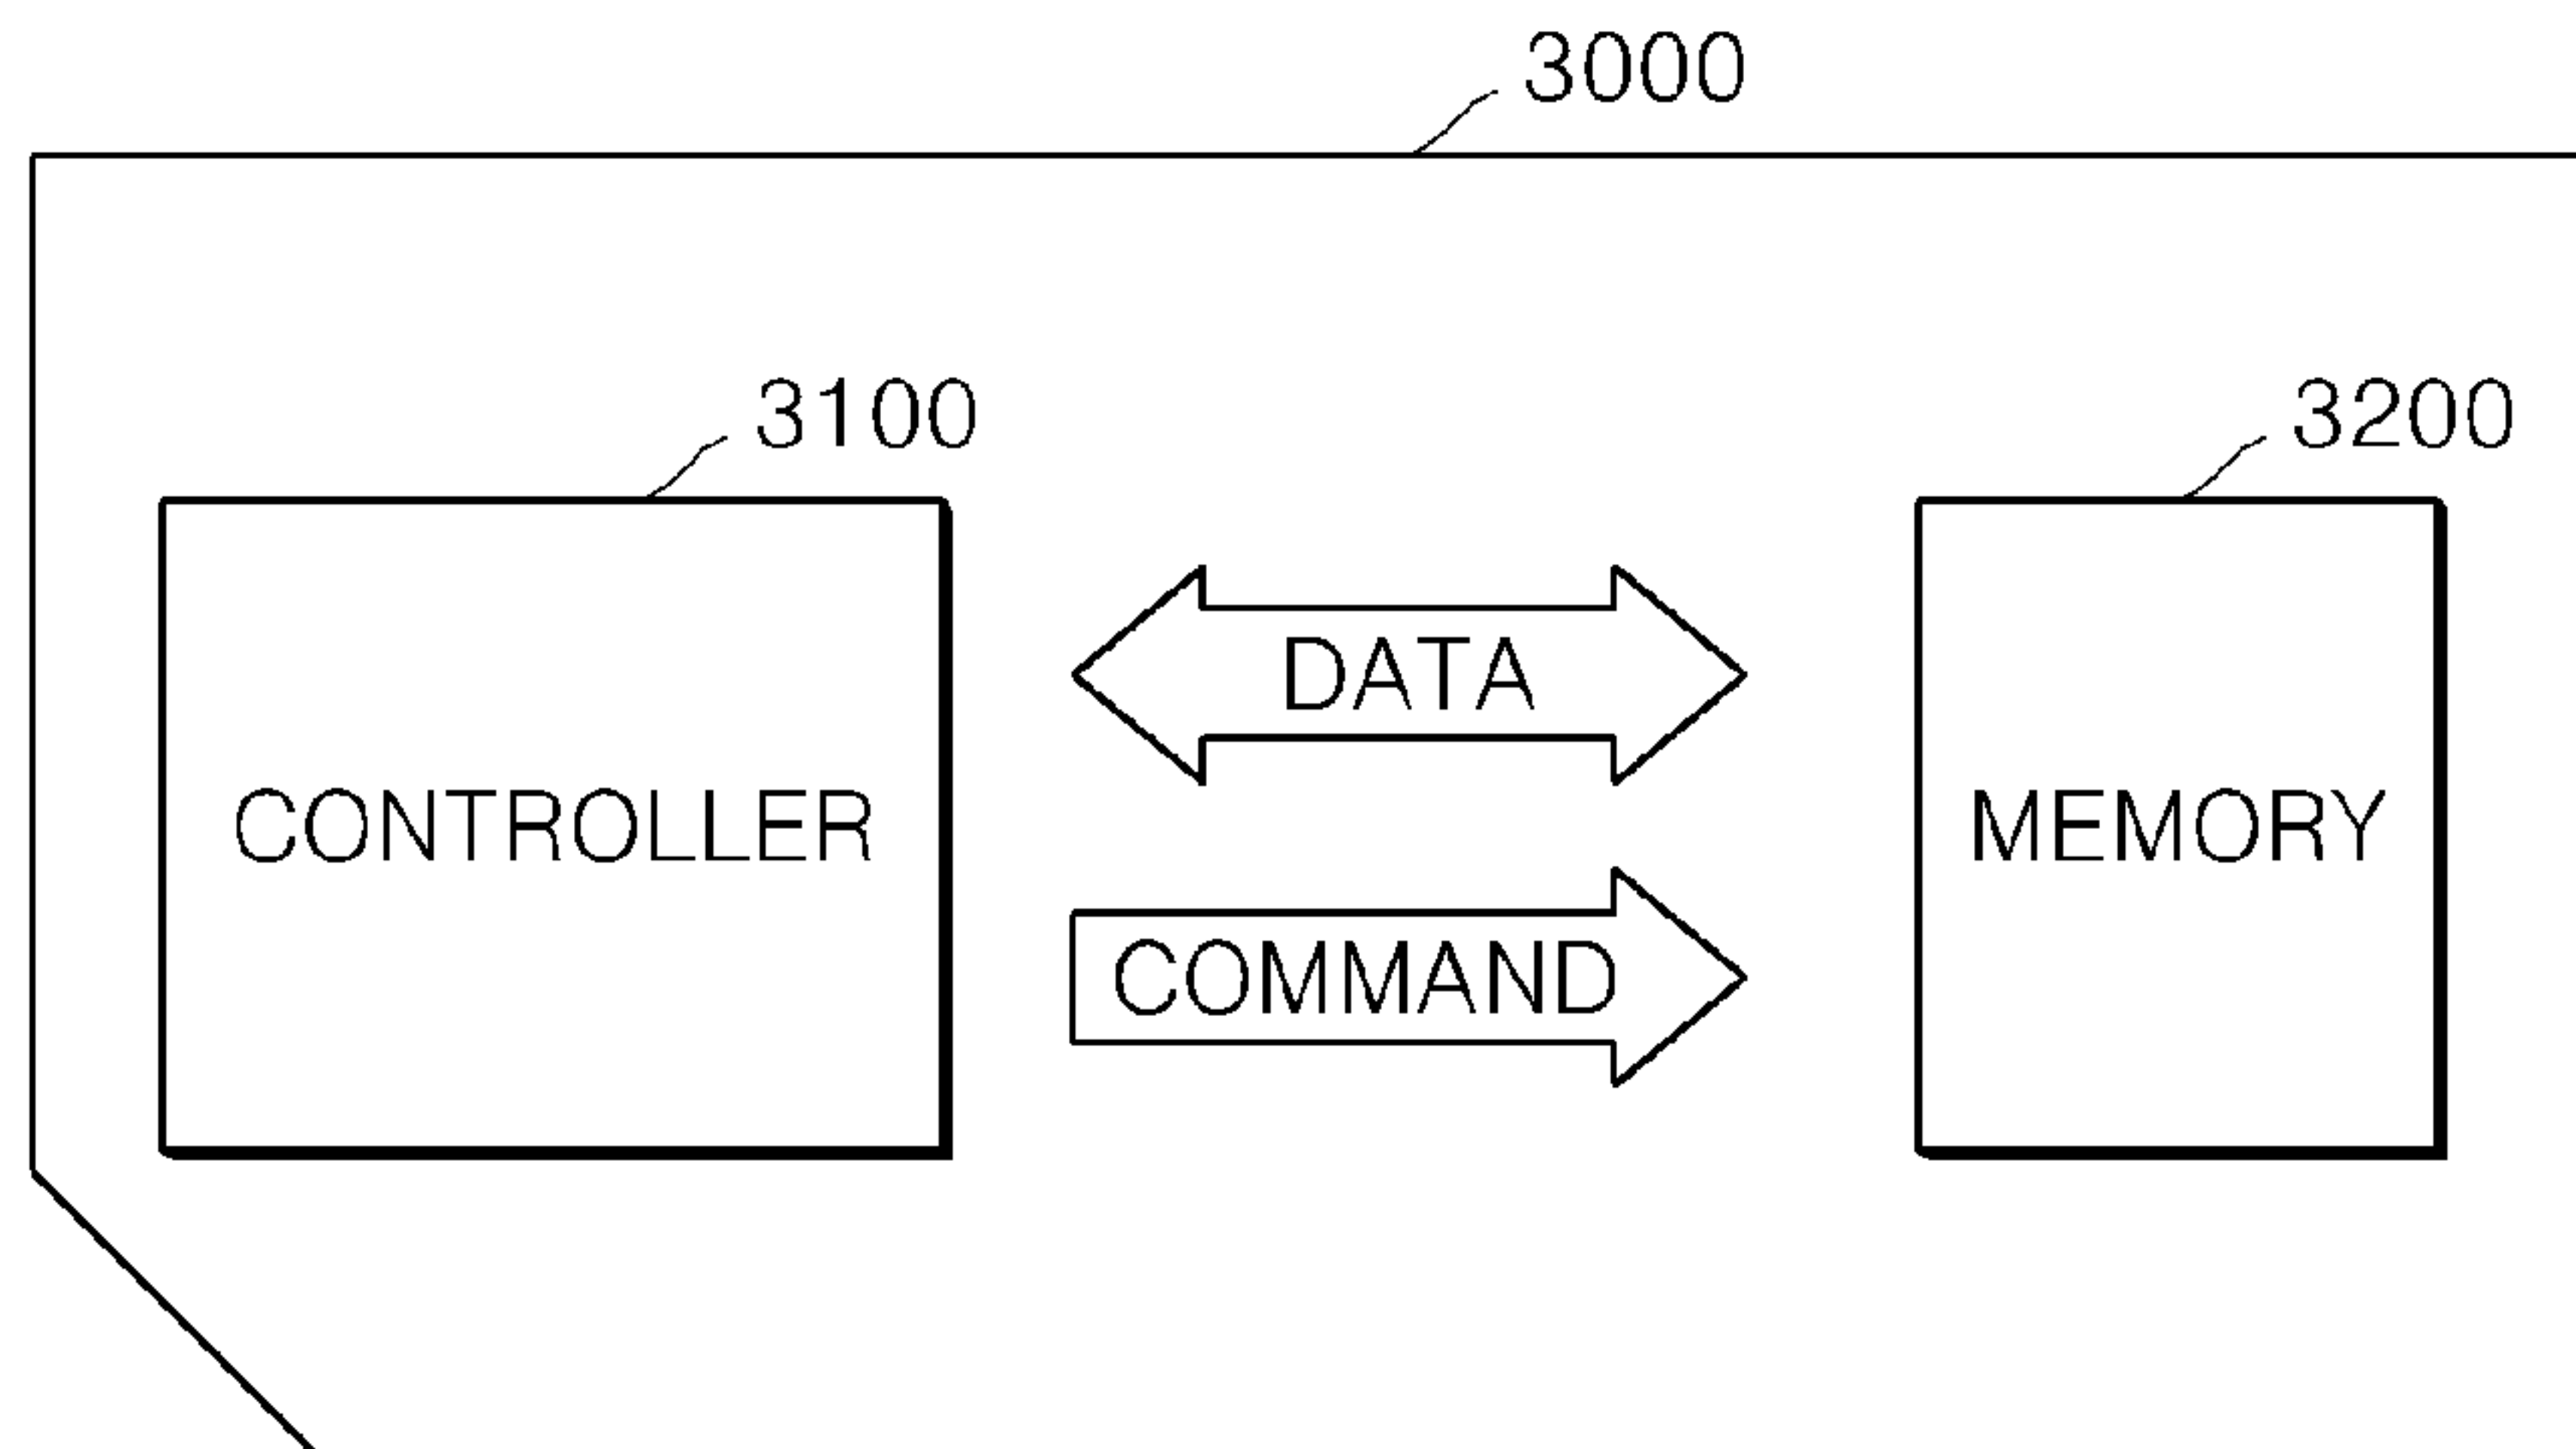 3000
3100
3200
DATA
CONTROLLER
MEMORY
COMMAND